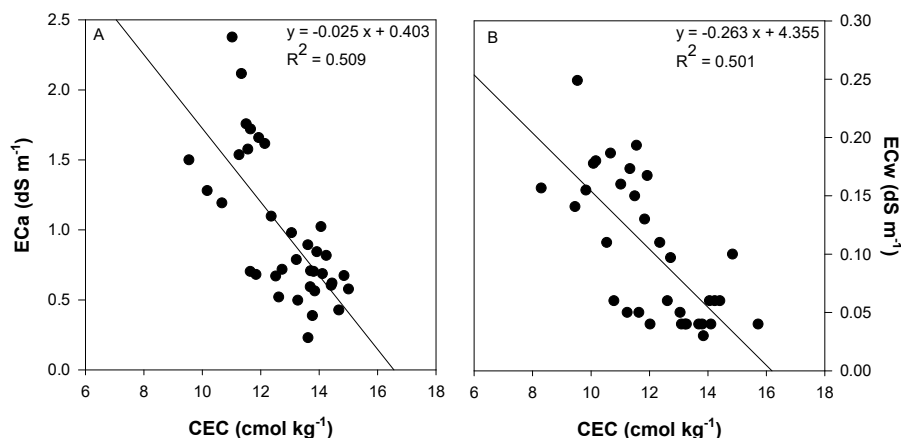 A
y = -0.025 x + 0.403
R2 = 0.509
2.5
2.0
1.5
1.0
0.5
0.0
ECa (dS m-1)
6 8 10 12 14 16 18
CEC (cmol kg-1)
B
y = -0.263 x + 4.355
R2 = 0.501
0.30
0.25
0.20
0.15
0.10
0.05
0.00
ECw (dS m-1)
6 8 10 12 14 16 18
CEC (cmol kg-1)